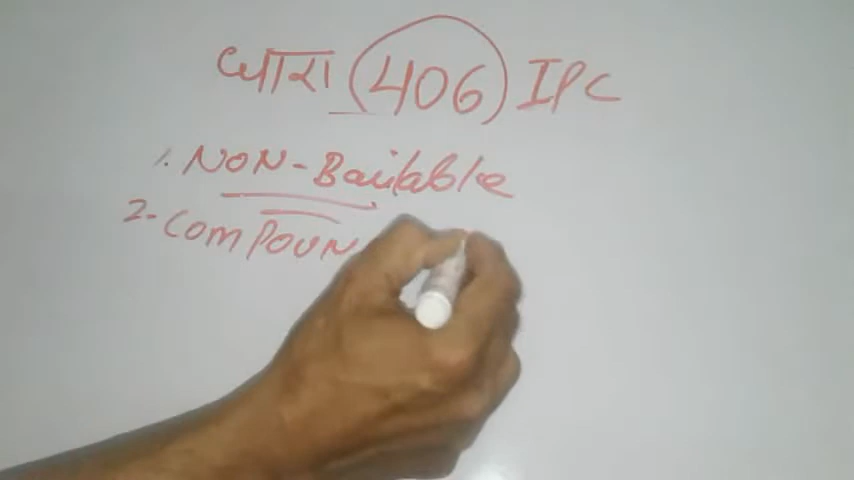 धारा 406 IPC
1. NON-Bailable
2- COMPOUN